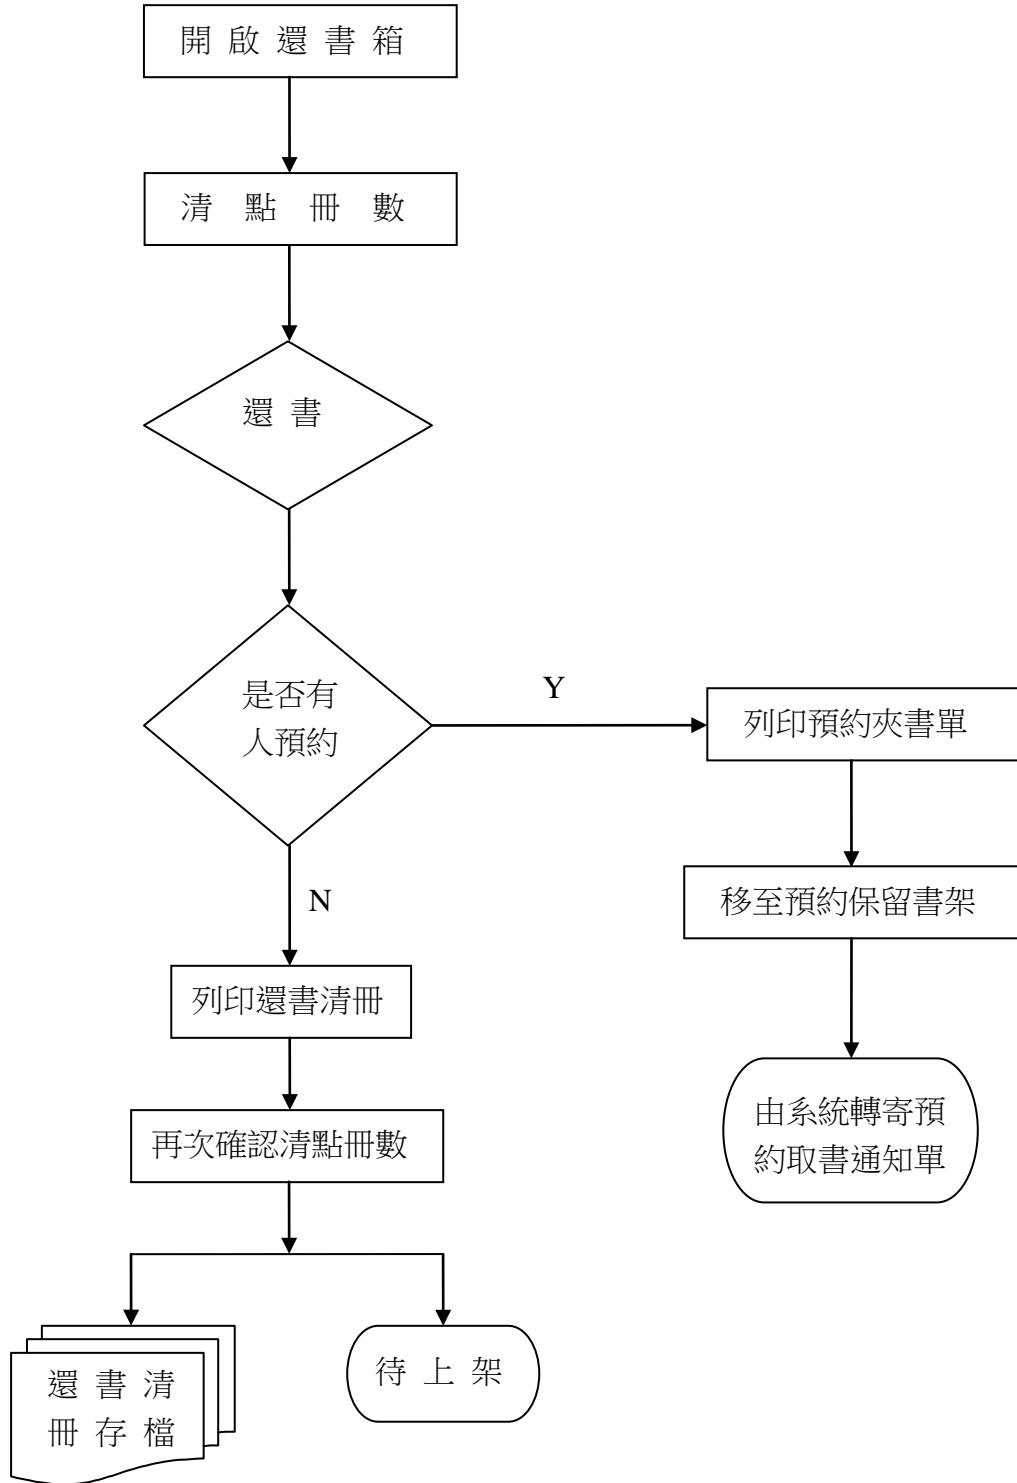 開 啟 還 書 箱
清 點 冊 數
還 書
是否有
人預約
Y
列印預約夾書單
移至預約保留書架
由系統轉寄預
約取書通知單
N
列印還書清冊
再次確認清點冊數
還 書 清
冊 存 檔
待 上 架